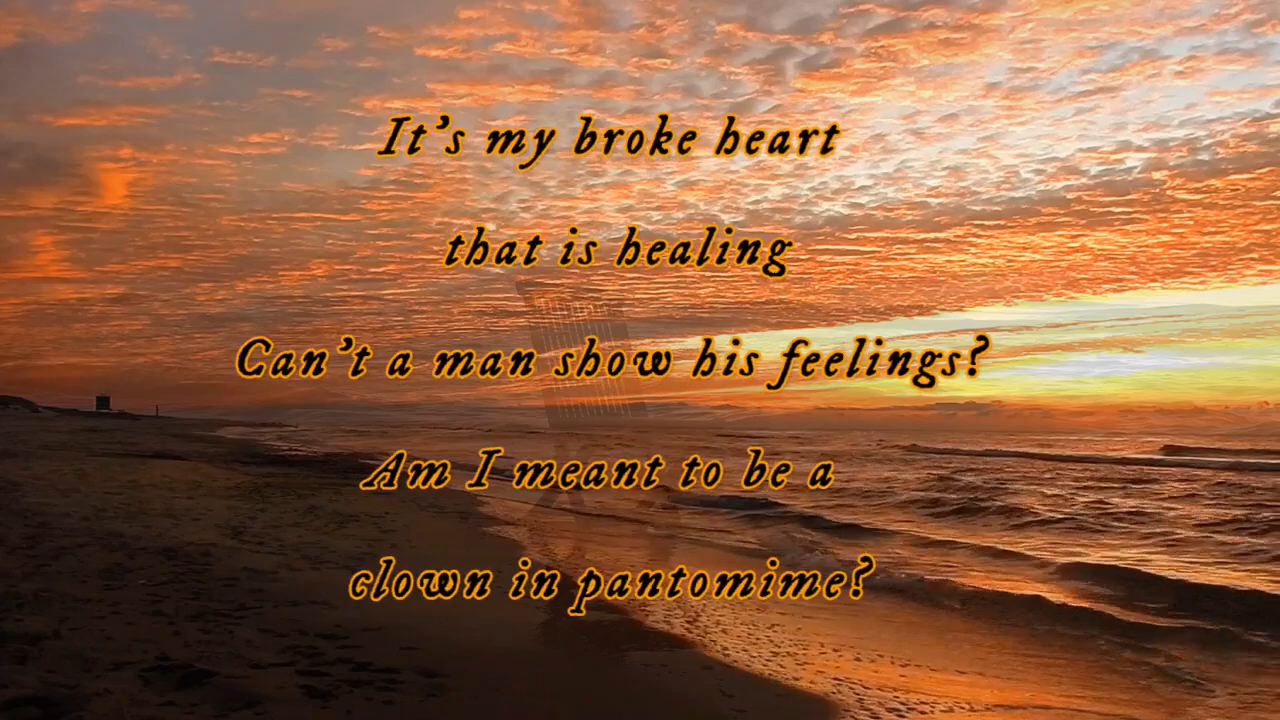 It's my broke heart
that is healing
Can't a man show his feelings?
Am I meant to be a
clown in pantomime?